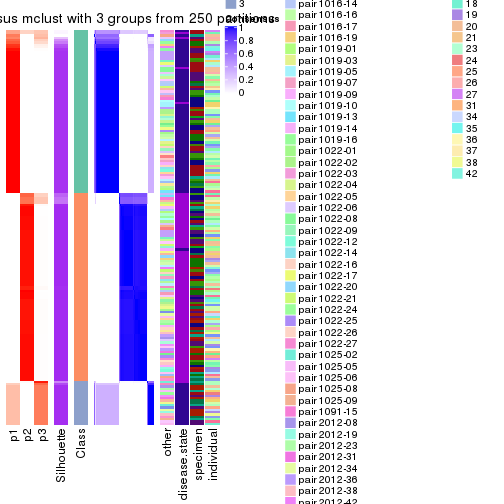 sus mclust with 3 groups from 250 partitions
3
1
0.8
0.6
0.4
0.2
0
p1
p2
p3
Silhouette
Class
other
disease.state
specimen
individual
pair1016-14
pair1016-16
pair1016-17
pair1016-19
pair1019-01
pair1019-03
pair1019-05
pair1019-07
pair1019-09
pair1019-10
pair1019-13
pair1019-14
pair1019-16
pair1022-01
pair1022-02
pair1022-03
pair1022-04
pair1022-05
pair1022-06
pair1022-08
pair1022-09
pair1022-12
pair1022-14
pair1022-16
pair1022-17
pair1022-20
pair1022-21
pair1022-24
pair1022-25
pair1022-26
pair1022-27
pair1025-02
pair1025-05
pair1025-06
pair1025-08
pair1025-09
pair1091-15
pair2012-08
pair2012-19
pair2012-23
pair2012-31
pair2012-34
pair2012-36
pair2012-38
pair2012-42
18
19
20
21
23
24
25
26
27
31
34
35
36
37
38
42